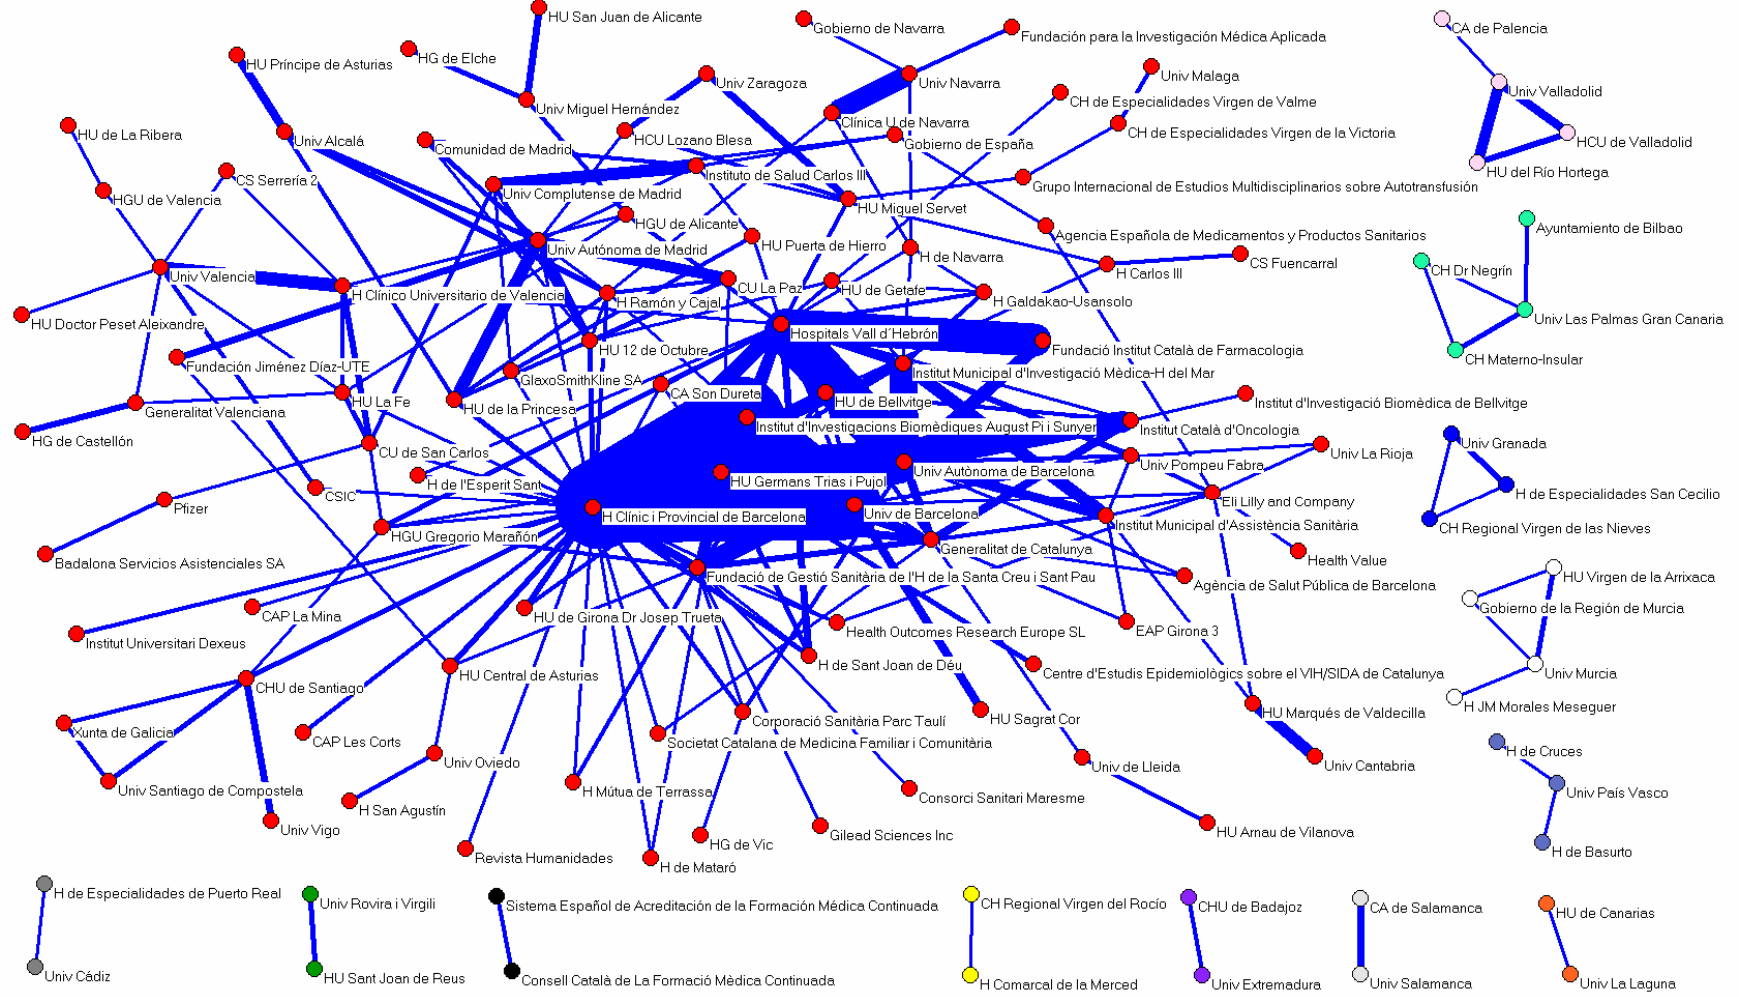 HU San Juan de Alicante
Gobierno de Navarra
CA de Palencia
Fundación para la Investigación Médica Aplicada
HG de Elche
HU Príncipe de Asturias
Univ Zaragoza
Univ Navarra
Univ Malaga
Univ Valladolid
Univ Miguel Hernández
CH de Especialidades Virgen de Valme
Clínica U de Navarra
HU de La Ribera
Univ Alcalá
HCU Lozano Blesa
CH de Especialidades Virgen de la Victoria
HCU de Valladolid
Comunidad de Madrid
Gobierno de España
HU del Río Hortega
CS Serrería 2
Instituto de Salud Carlos III
Grupo Internacional de Estudios Multidisciplinarios sobre Autotransfusión
HGU de Valencia
Univ Complutense de Madrid
HU Miguel Servet
HGU de Alicante
Ayuntamiento de Bilbao
Agencia Española de Medicamentos y Productos Sanitarios
Univ Autónoma de Madrid
HU Puerta de Hierro
H de Navarra
CS Fuencarral
CH Dr Negrín
Univ Valencia
H Carlos III
H Clínico Universitario de Valencia
H Ramón y Cajal
CU La Paz
HU de Getafe
H Galdakao-Usansolo
HU Doctor Peset Aleixandre
Univ Las Palmas Gran Canaria
Hospitals Vall d´Hebrón
HU 12 de Octubre
Fundació Institut Català de Farmacologia
CH Materno-Insular
Fundación Jiménez Díaz-UTE
GlaxoSmithKline SA
Institut Municipal d'Investigació Mèdica-H del Mar
CA Son Dureta
HU La Fe
HU de la Princesa
HU de Bellvitge
Institut d'Investigació Biomèdica de Bellvitge
Generalitat Valenciana
Institut d'Investigacions Biomèdiques August Pi i Sunyer
Institut Català d'Oncologia
HG de Castellón
Univ Granada
CU de San Carlos
Univ La Rioja
Univ Autònoma de Barcelona
Univ Pompeu Fabra
H de l'Esperit Sant
HU Germans Trias i Pujol
CSIC
H de Especialidades San Cecilio
Eli Lilly and Company
Pfizer
H Clínic i Provincial de Barcelona
Univ de Barcelona
Institut Municipal d'Assistència Sanitària
CH Regional Virgen de las Nieves
HGU Gregorio Marañón
Generalitat de Catalunya
Health Value
Badalona Servicios Asistenciales SA
Fundació de Gestió Sanitària de l'H de la Santa Creu i Sant Pau
HU Virgen de la Arrixaca
Agència de Salut Pública de Barcelona
Gobierno de la Región de Murcia
CAP La Mina
HU de Girona Dr Josep Trueta
Health Outcomes Research Europe SL
EAP Girona 3
Institut Universitari Dexeus
H de Sant Joan de Déu
Centre d'Estudis Epidemiològics sobre el VIH/SIDA de Catalunya
Univ Murcia
HU Central de Asturias
CHU de Santiago
H JM Morales Meseguer
HU Marqués de Valdecilla
Corporació Sanitària Parc Taulí
HU Sagrat Cor
Xunta de Galicia
CAP Les Corts
Societat Catalana de Medicina Familiar i Comunitària
H de Cruces
Univ Oviedo
Univ de Lleida
Univ Cantabria
Univ Santiago de Compostela
H Mútua de Terrassa
Univ País Vasco
Consorci Sanitari Maresme
H San Agustín
Univ Vigo
HU Arnau de Vilanova
Gilead Sciences Inc
HG de Vic
H de Basurto
Revista Humanidades
H de Mataró
H de Especialidades de Puerto Real
Univ Rovira i Virgili
Sistema Español de Acreditación de la Formación Médica Continuada
CH Regional Virgen del Rocío
CHU de Badajoz
CA de Salamanca
HU de Canarias
Univ Cádiz
HU Sant Joan de Reus
Consell Català de La Formació Mèdica Continuada
H Comarcal de la Merced
Univ Extremadura
Univ Salamanca
Univ La Laguna